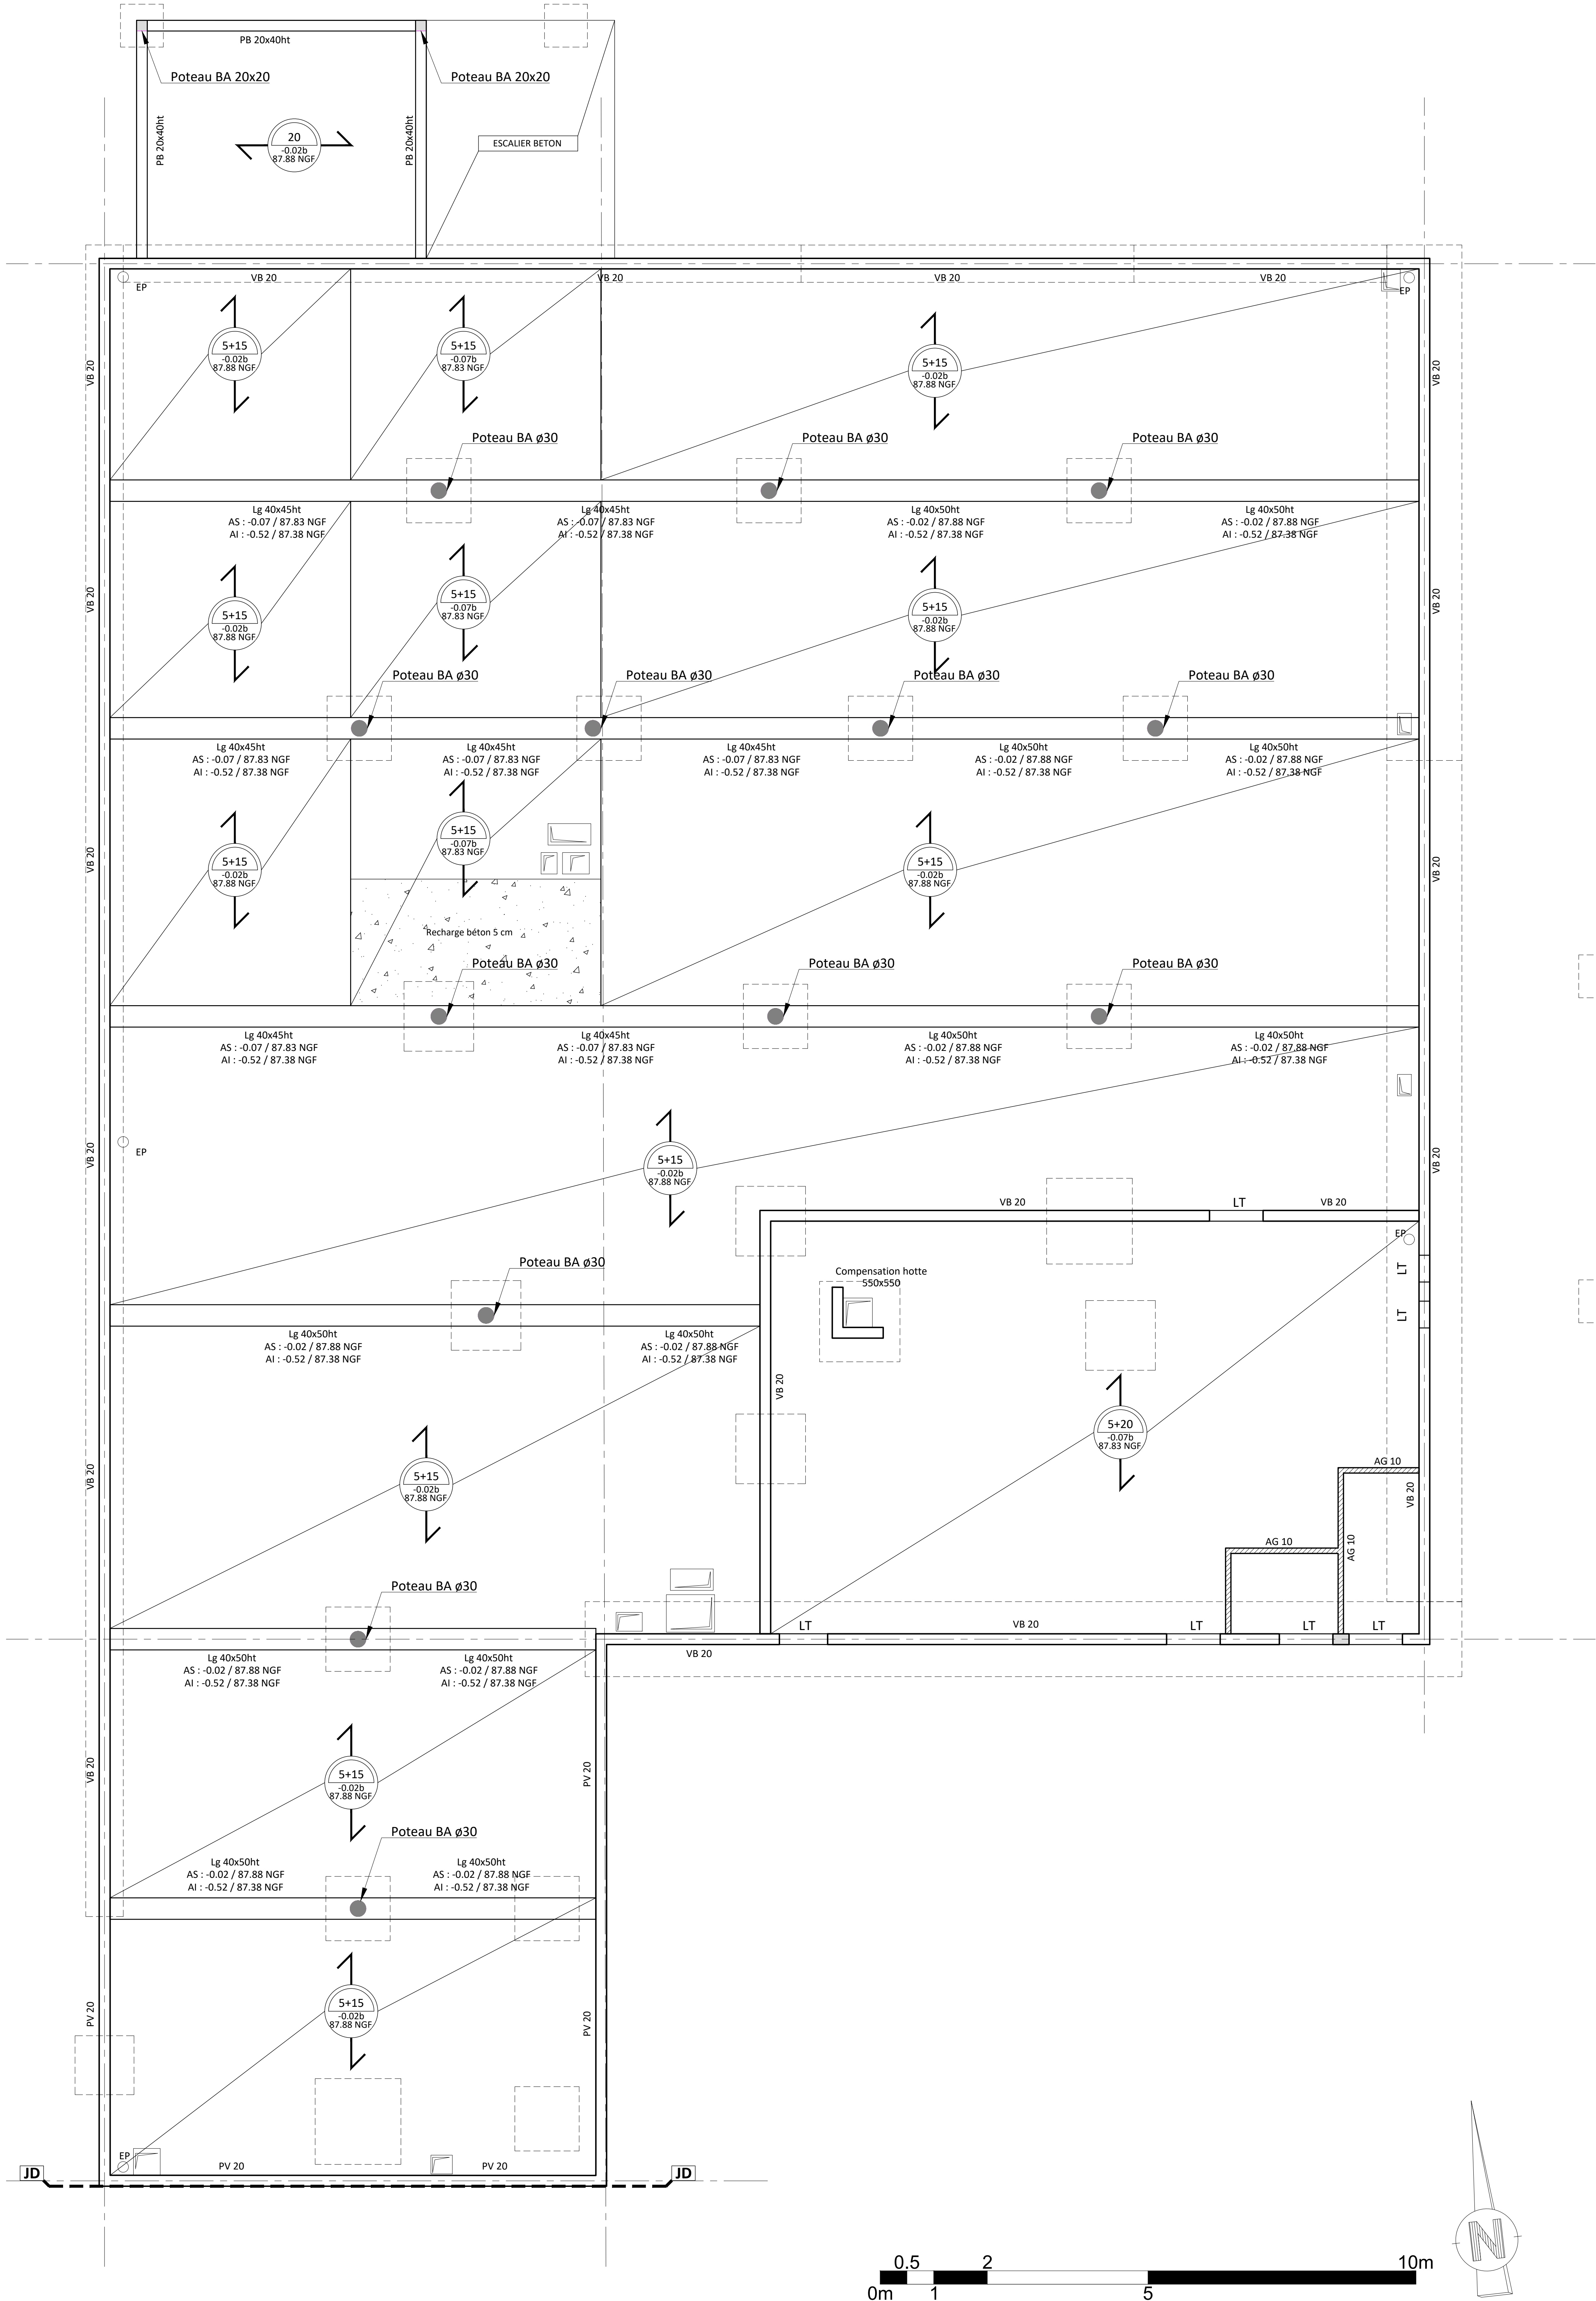 PB 20x40ht
Poteau BA 20x20
Poteau BA 20x20
PB 20x40ht
PB 20x40ht
20
-0.02b
87.88 NGF
ESCALIER BETON
VB 20
VB 20
VB 20
VB 20
EP
EP
VB 20
5+15
-0.02b
87.88 NGF
5+15
-0.07b
87.83 NGF
5+15
-0.02b
87.88 NGF
VB 20
Poteau BA ø30
Poteau BA ø30
Poteau BA ø30
Lg 40x45ht
AS : -0.07 / 87.83 NGF
AI : -0.52 / 87.38 NGF
Lg 40x45ht
AS : -0.07 / 87.83 NGF
AI : -0.52 / 87.38 NGF
Lg 40x50ht
AS : -0.02 / 87.88 NGF
AI : -0.52 / 87.38 NGF
Lg 40x50ht
AS : -0.02 / 87.88 NGF
AI : -0.52 / 87.38 NGF
VB 20
5+15
-0.02b
87.88 NGF
5+15
-0.07b
87.83 NGF
5+15
-0.02b
87.88 NGF
VB 20
Poteau BA ø30
Poteau BA ø30
Poteau BA ø30
Poteau BA ø30
Lg 40x45ht
AS : -0.07 / 87.83 NGF
AI : -0.52 / 87.38 NGF
Lg 40x45ht
AS : -0.07 / 87.83 NGF
AI : -0.52 / 87.38 NGF
Lg 40x45ht
AS : -0.07 / 87.83 NGF
AI : -0.52 / 87.38 NGF
Lg 40x50ht
AS : -0.02 / 87.88 NGF
AI : -0.52 / 87.38 NGF
Lg 40x50ht
AS : -0.02 / 87.88 NGF
AI : -0.52 / 87.38 NGF
VB 20
5+15
-0.02b
87.88 NGF
5+15
-0.07b
87.83 NGF
5+15
-0.02b
87.88 NGF
VB 20
Recharge béton 5 cm
Poteau BA ø30
Poteau BA ø30
Poteau BA ø30
Lg 40x45ht
AS : -0.07 / 87.83 NGF
AI : -0.52 / 87.38 NGF
Lg 40x45ht
AS : -0.07 / 87.83 NGF
AI : -0.52 / 87.38 NGF
Lg 40x50ht
AS : -0.02 / 87.88 NGF
AI : -0.52 / 87.38 NGF
Lg 40x50ht
AS : -0.02 / 87.88 NGF
AI : -0.52 / 87.38 NGF
VB 20
EP
5+15
-0.02b
87.88 NGF
VB 20
VB 20
LT
VB 20
EP
LT
LT
Poteau BA ø30
Compensation hotte
550x550
Lg 40x50ht
AS : -0.02 / 87.88 NGF
AI : -0.52 / 87.38 NGF
Lg 40x50ht
AS : -0.02 / 87.88 NGF
AI : -0.52 / 87.38 NGF
VB 20
VB 20
5+15
-0.02b
87.88 NGF
5+20
-0.07b
87.83 NGF
AG 10
VB 20
AG 10
AG 10
Poteau BA ø30
LT
VB 20
LT
LT
LT
VB 20
Lg 40x50ht
AS : -0.02 / 87.88 NGF
AI : -0.52 / 87.38 NGF
Lg 40x50ht
AS : -0.02 / 87.88 NGF
AI : -0.52 / 87.38 NGF
VB 20
5+15
-0.02b
87.88 NGF
PV 20
Poteau BA ø30
Lg 40x50ht
AS : -0.02 / 87.88 NGF
AI : -0.52 / 87.38 NGF
Lg 40x50ht
AS : -0.02 / 87.88 NGF
AI : -0.52 / 87.38 NGF
PV 20
5+15
-0.02b
87.88 NGF
PV 20
EP
PV 20
PV 20
JD
JD
N
0.5
2
10m
0m
1
5